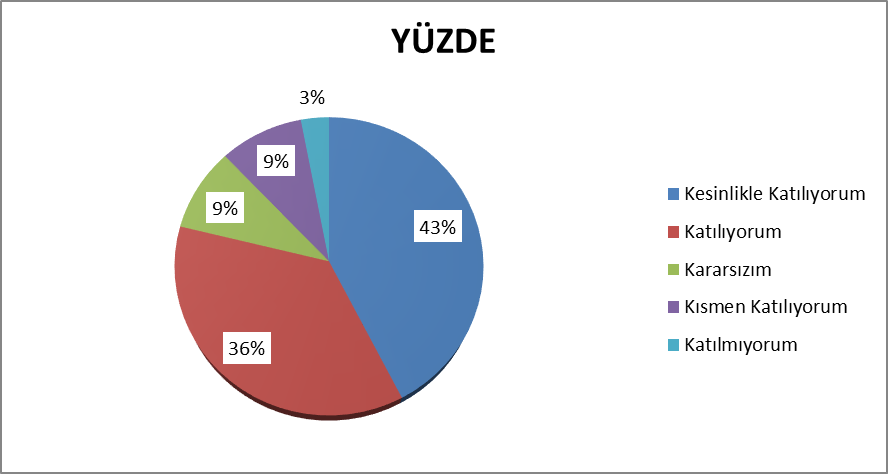 YÜZDE
3%
9%
9%
43%
36%
Kesinlikle Katılıyorum
Katılıyorum
Kararsızım
Kısmen Katılıyorum
Katılmıyorum